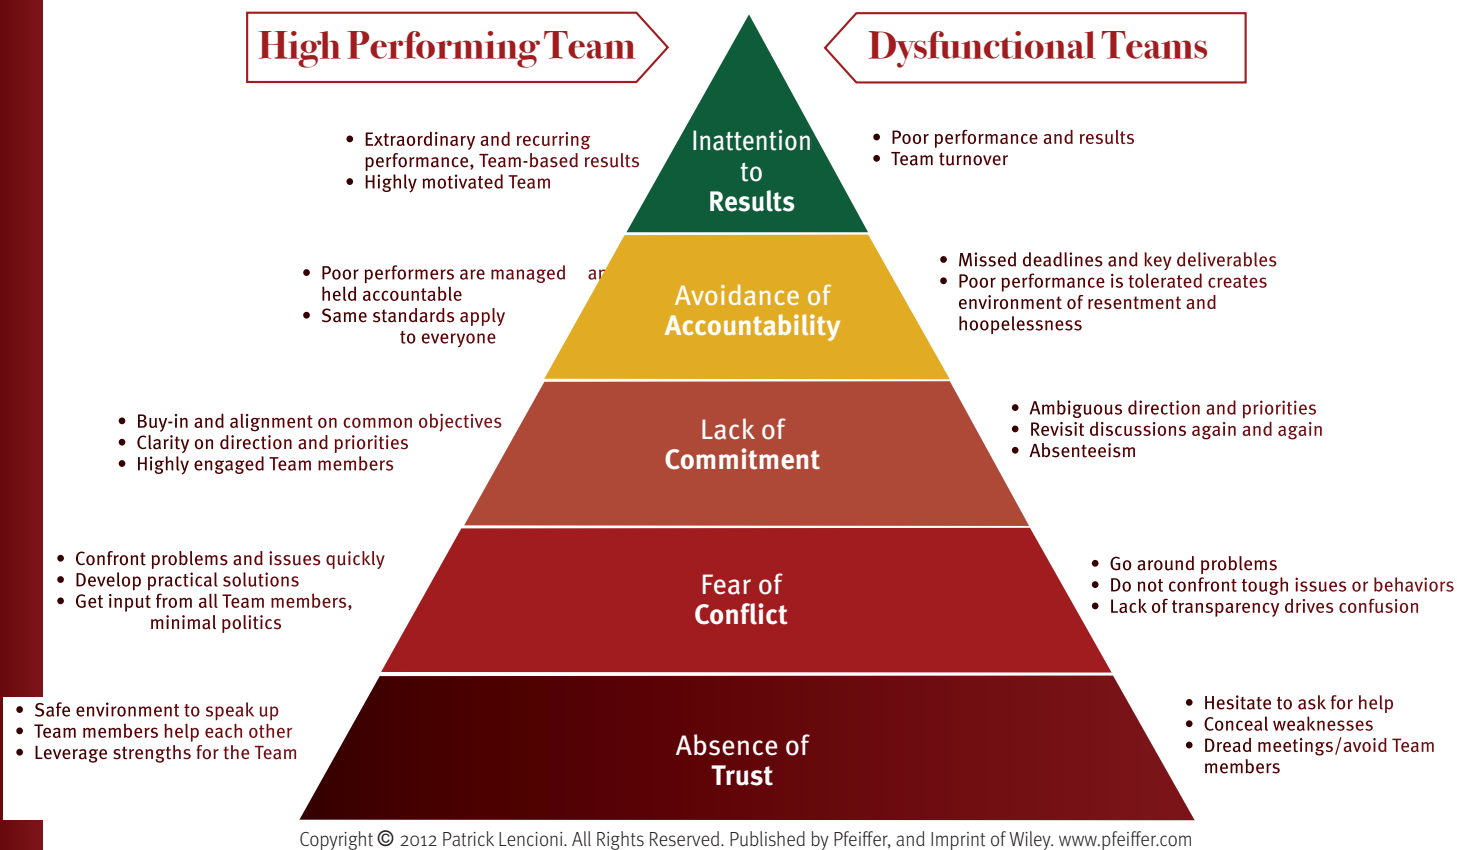 High Performing Team
Dysfunctional Teams
• Extraordinary and recurring
performance, Team-based results
• Highly motivated Team
Inattention
to
Results
• Poor performance and results
• Team turnover
• Poor performers are managed
held accountable
• Same standards apply
to everyone
Avoidance of
Accountability
• Missed deadlines and key deliverables
• Poor performance is tolerated creates
environment of resentment and
hoopelessness
• Buy-in and alignment on common objectives
• Clarity on direction and priorities
• Highly engaged Team members
Lack of
Commitment
• Ambiguous direction and priorities
• Revisit discussions again and again
• Absenteeism
• Confront problems and issues quickly
• Develop practical solutions
• Get input from all Team members,
minimal politics
Fear of
Conflict
• Go around problems
• Do not confront tough issues or behaviors
• Lack of transparency drives confusion
• Safe environment to speak up
• Team members help each other
• Leverage strengths for the Team
Absence of
Trust
• Hesitate to ask for help
• Conceal weaknesses
• Dread meetings/avoid Team
members
Copyright © 2012 Patrick Lencioni. All Rights Reserved. Published by Pfeiffer, and Imprint of Wiley. www.pfeiffer.com